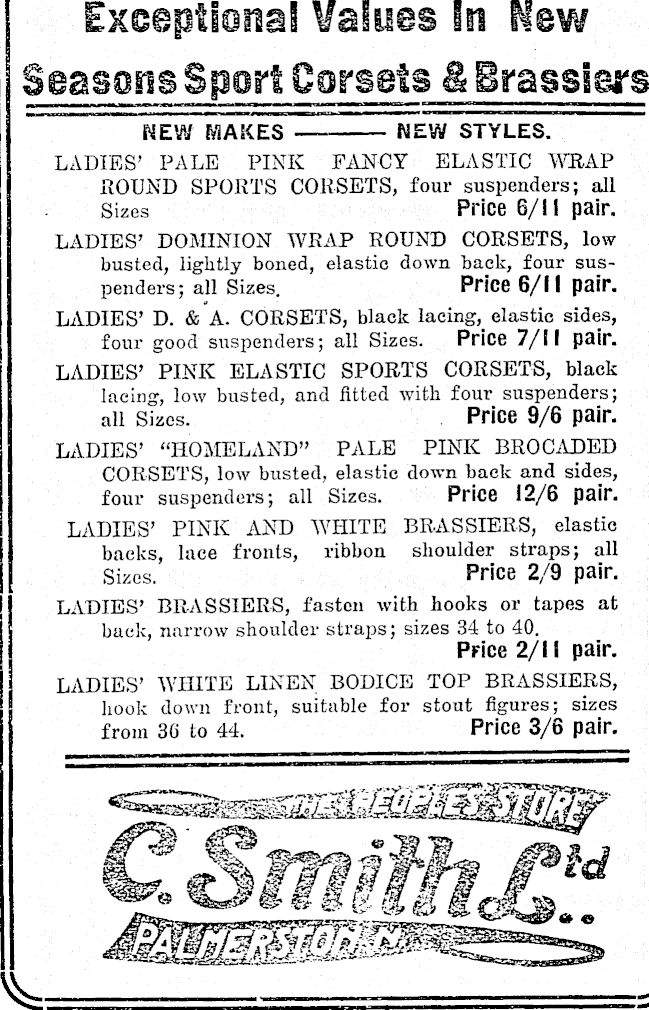 Exceptional Values In New
Seasons Sport Corsets & Brassiers
NEW MAKES ——— NEW STYLES.
LADIES' PALE PINK FANCY ELASTIC WRAP
ROUND SPORTS CORSETS, four suspenders; all
Sizes Price 6/11 pair.
LADIES' DOMINION WRAP ROUND CORSETS, low
busted, lightly boned, elastic down back, four sus-
penders; all Sizes. Price 6/11 pair.
LADIES' D. & A. CORSETS, black lacing, elastic sides,
four good suspenders; all Sizes. Price 7/11 pair.
LADIES' PINK ELASTIC SPORTS CORSETS, black
lacing, low busted, and fitted with four suspenders;
all Sizes. Price 9/6 pair.
LADIES' "HOMELAND" PALE PINK BROCADED
CORSETS, low busted, elastic down back and sides,
four suspenders; all Sizes. Price 12/6 pair.
LADIES' PINK AND WHITE BRASSIERS, elastic
backs, lace fronts, ribbon shoulder straps; all
Sizes. Price 2/9 pair.
LADIES' BRASSIERS, fasten with hooks or tapes at
back, narrow shoulder straps; sizes 34 to 40.
Price 2/11 pair.
LADIES' WHITE LINEN BODICE TOP BRASSIERS,
hook down front, suitable for stout figures; sizes
from 36 to 44. Price 3/6 pair.
THE PEOPLES STORE
C. Smith Ltd..
PALMERSTON N.